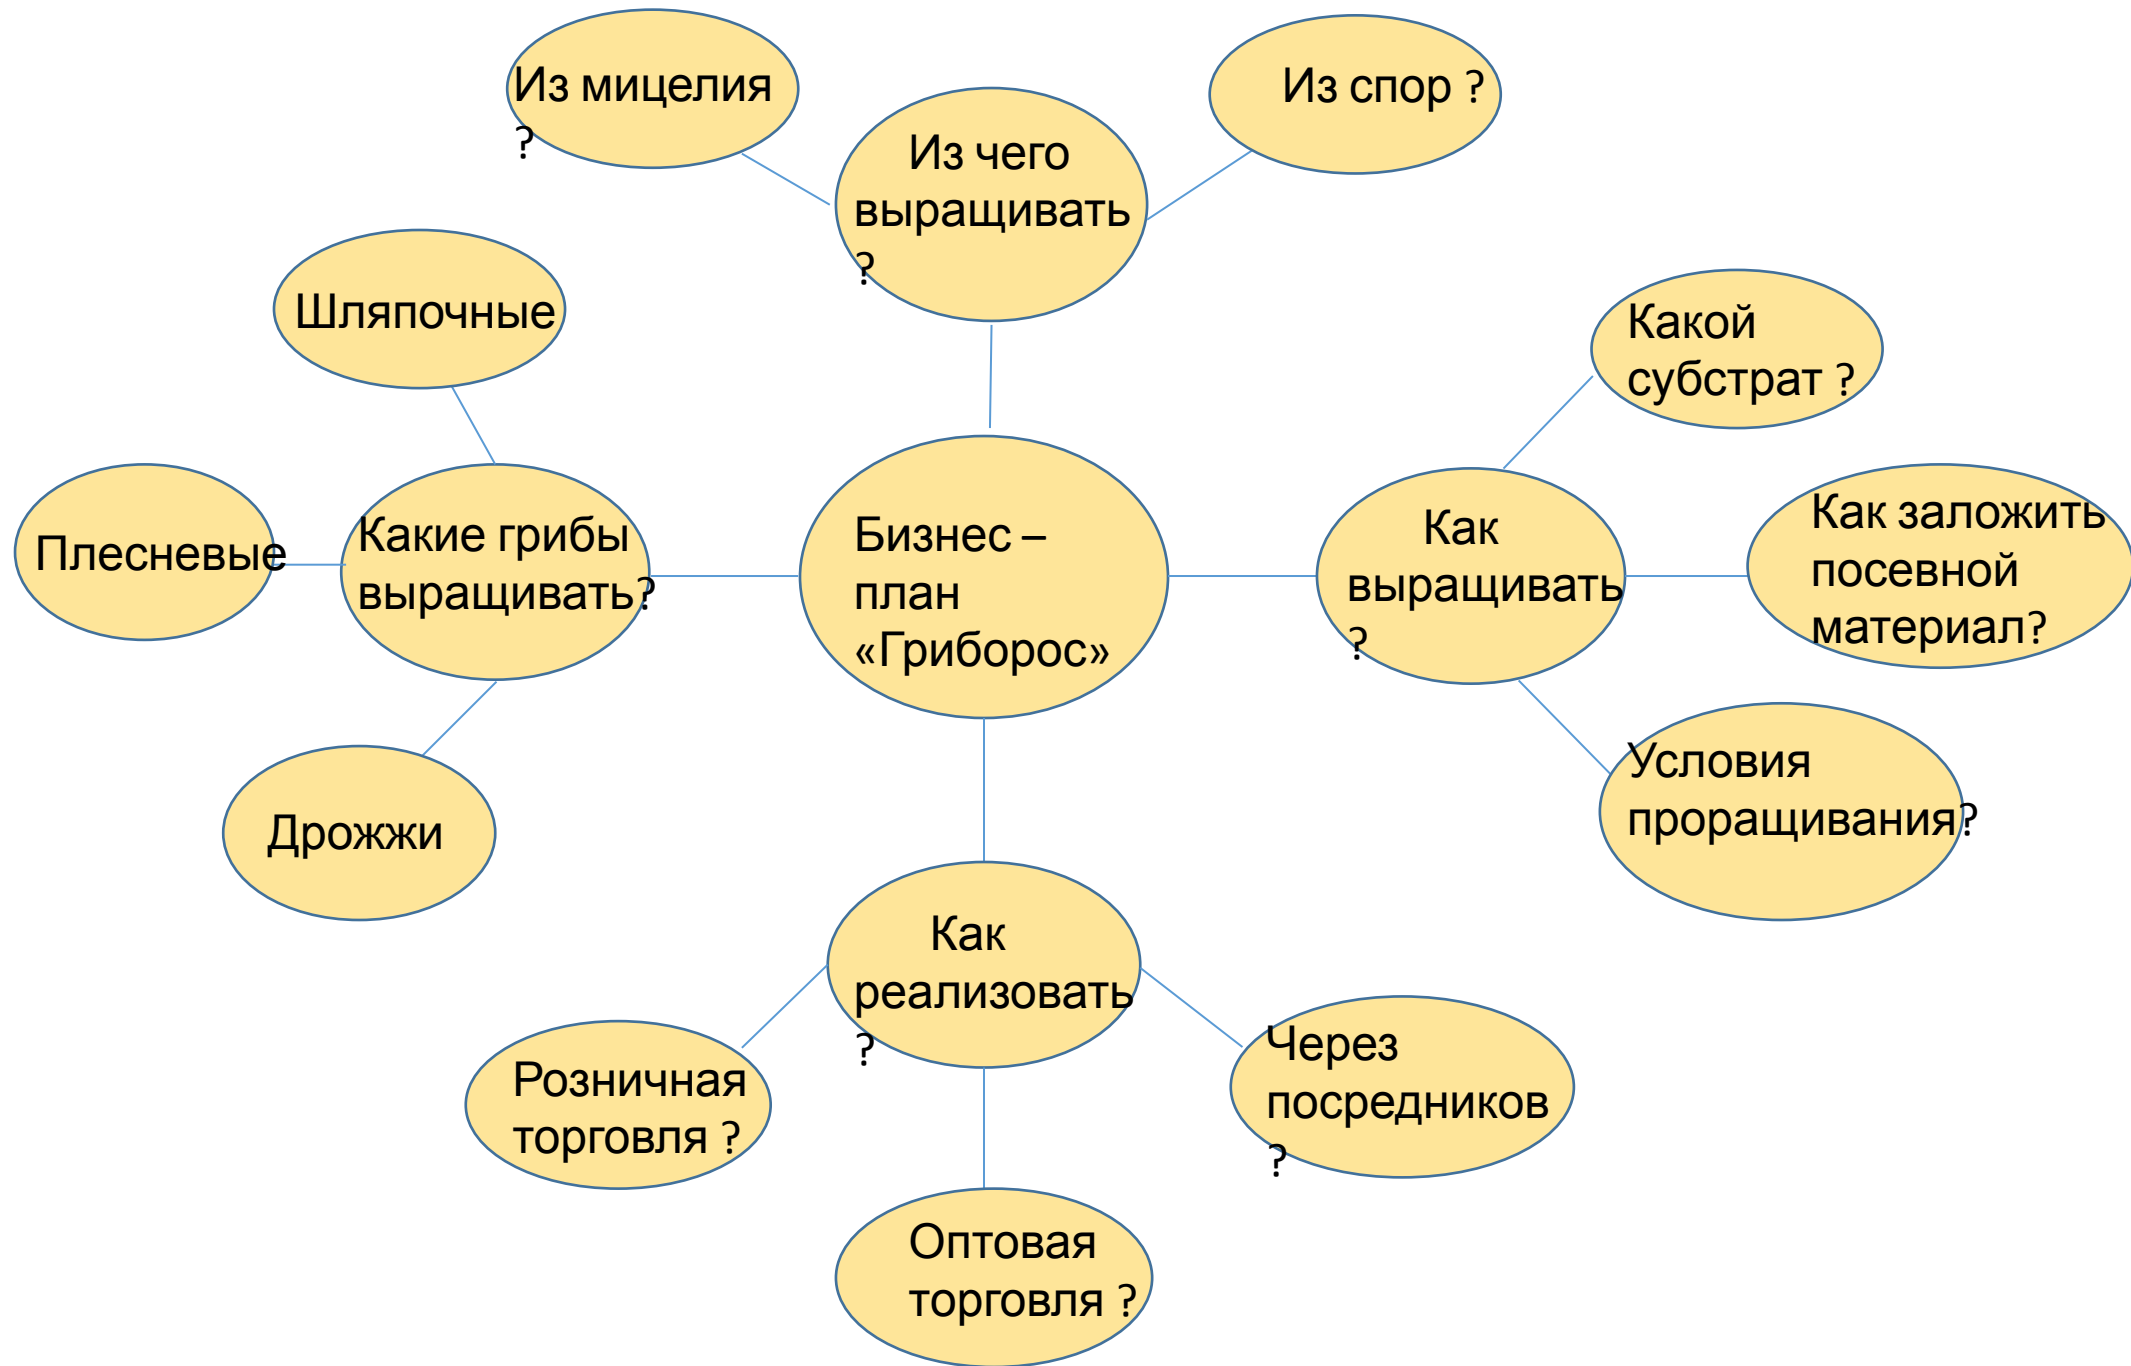 Из мицелия
?
Из чего
выращивать
?
Из спор ?
Шляпочные
Какой
субстрат ?
Плесневые
Какие грибы
выращивать?
Бизнес –
план
«Гриборос»
Как
выращивать
?
Как заложить
посевной
материал?
Дрожжи
Условия
проращивания?
Как
реализовать
?
Розничная
торговля ?
Через
посредников
?
Оптовая
торговля ?